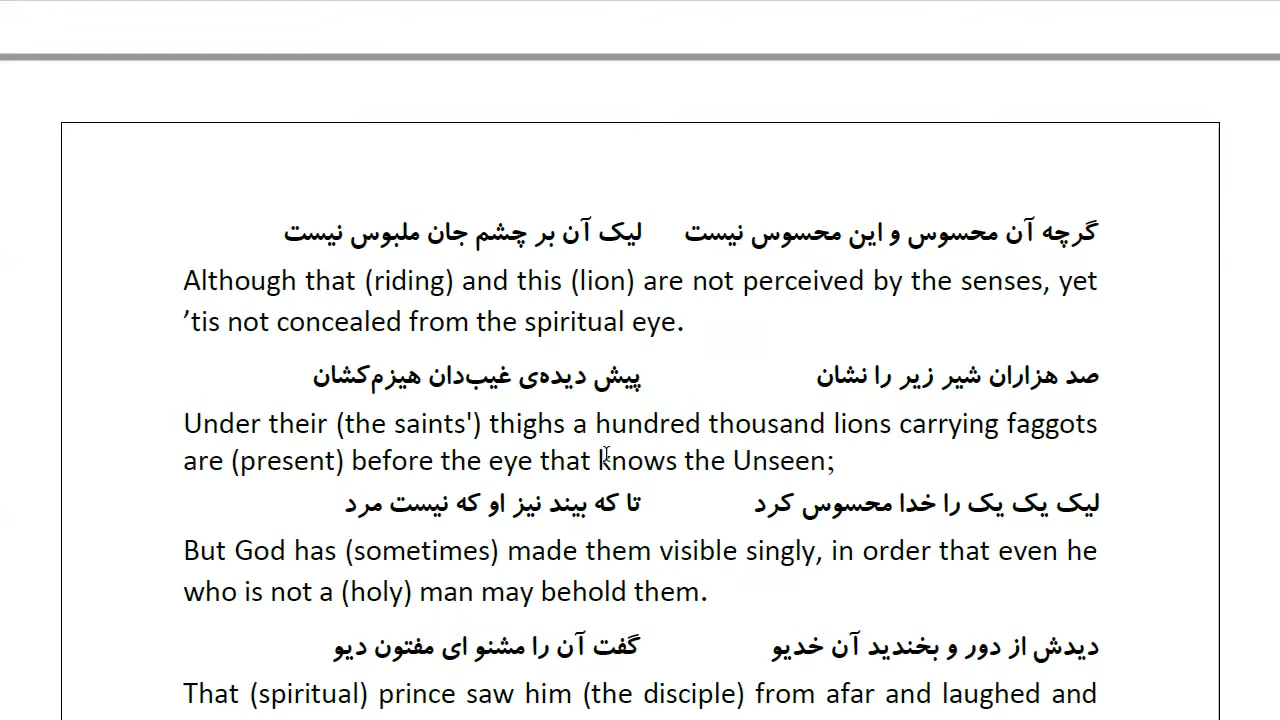 گرچه آن محسوس و این محسوس نیست لیک آن بر چشم جان ملبوس نیست
Although that (riding) and this (lion) are not perceived by the senses, yet
’tis not concealed from the spiritual eye.
صد هزاران شیر زیر را نشان پیش دیده‌ی غیب‌دان هیزم‌کشان
Under their (the saints') thighs a hundred thousand lions carrying faggots
are (present) before the eye that knows the Unseen;
لیک یک یک را خدا محسوس کرد تا که بیند نیز او که نیست مرد
But God has (sometimes) made them visible singly, in order that even he
who is not a (holy) man may behold them.
دیدش از دور و بخندید آن خدیو گفت آن را مشنو ای مفتون دیو
That (spiritual) prince saw him (the disciple) from afar and laughed and